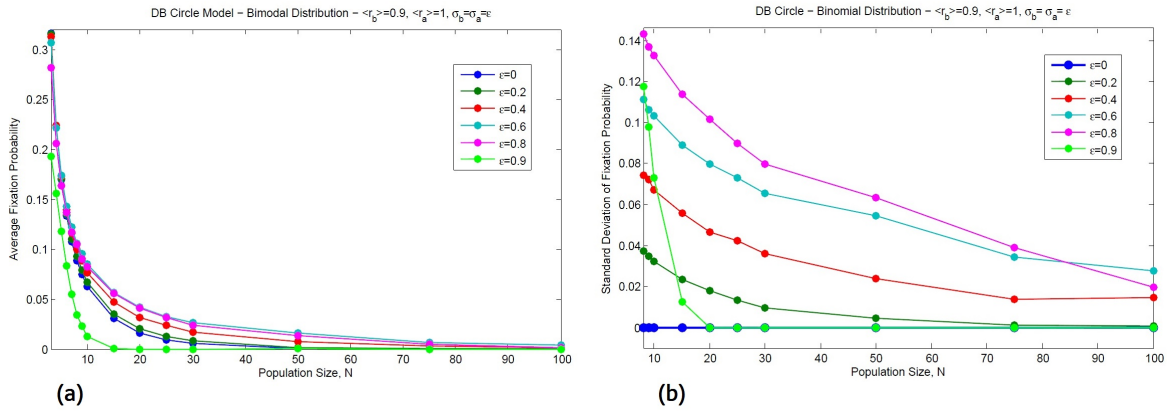 DB Circle Model − Bimodal Distribution − <r_b>=0.9, <r_a>=1, σ_b=σ_a=ε
Average Fixation Probability
0.3
0.25
0.2
0.15
0.1
0.05
0
10 20 30 40 50 60 70 80 90 100
Population Size, N
ε=0
ε=0.2
ε=0.4
ε=0.6
ε=0.8
ε=0.9
(a)
DB Circle − Binomial Distribution − <r_b>=0.9, <r_a>=1, σ_b= σ_a= ε
Standard Deviation of Fixation Probability
0.14
0.12
0.1
0.08
0.06
0.04
0.02
0
10 20 30 40 50 60 70 80 90 100
Population Size, N
ε=0
ε=0.2
ε=0.4
ε=0.6
ε=0.8
ε=0.9
(b)